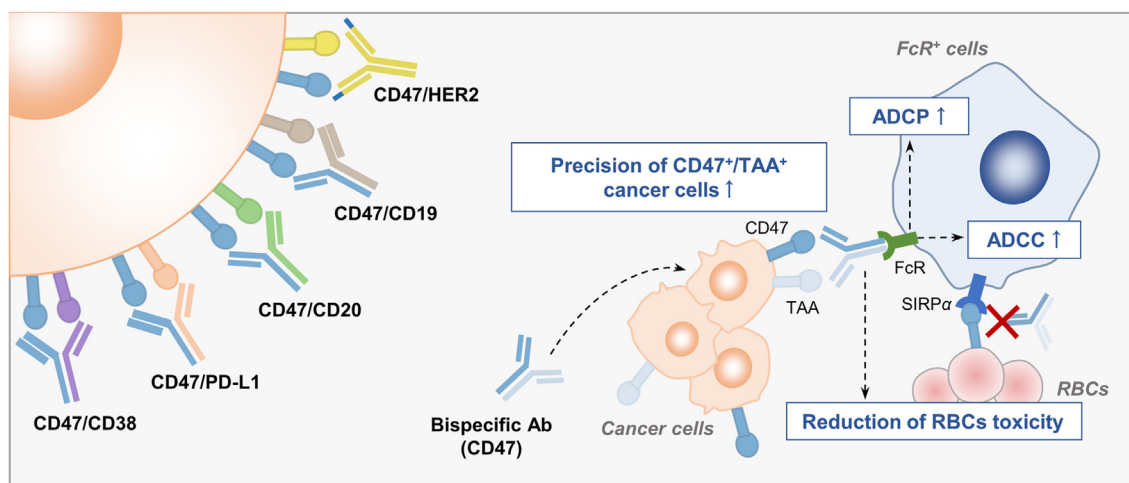 CD47/HER2
CD47/CD19
CD47/CD20
CD47/PD-L1
CD47/CD38
Bispecific Ab
(CD47)
Precision of CD47⁺/TAA⁺
cancer cells ↑
CD47
TAA
Cancer cells
FcR⁺ cells
ADCP ↑
ADCC ↑
FcR
SIRPα
RBCs
Reduction of RBCs toxicity